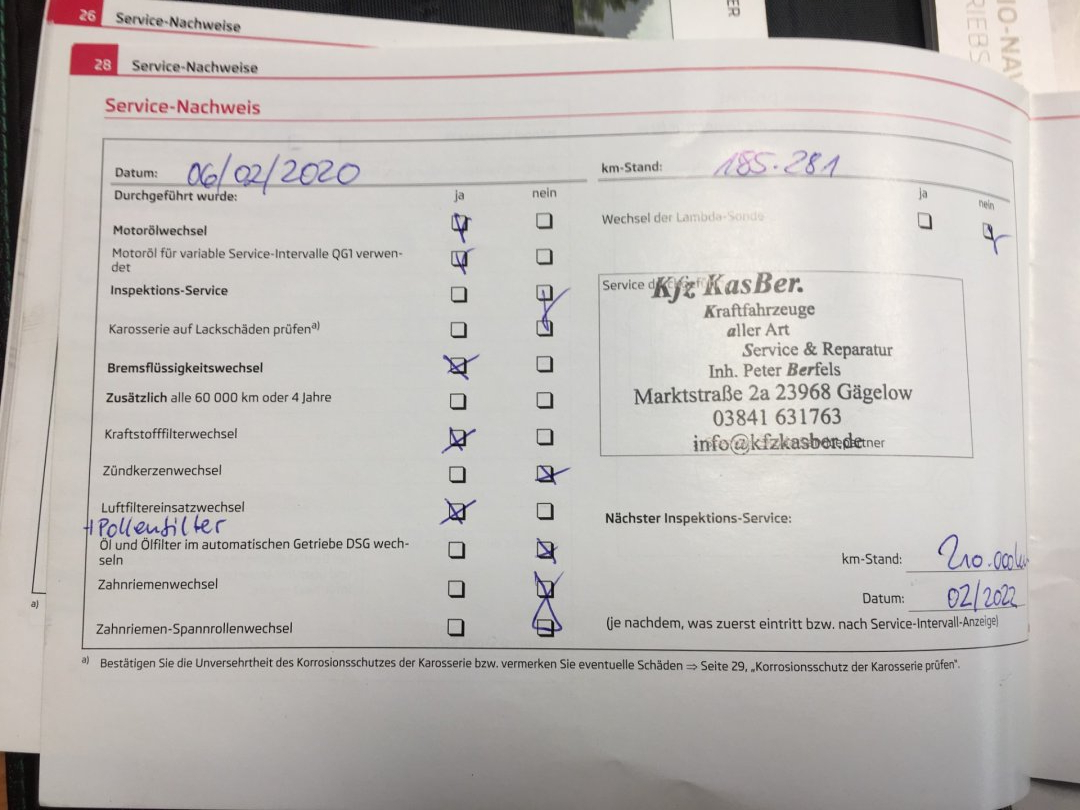 26 Service-Nachweise
28 Service-Nachweise
Service-Nachweis
Datum: 06/02/2020
km-Stand: 185.281
Durchgeführt wurde: ja nein
ja nein
Motorölwechsel
Wechsel der Lambda-Sonde
Motoröl für variable Service-Intervalle QG1 verwen-
det
Inspektions-Service
Karosserie auf Lackschäden prüfen a)
Bremsflüssigkeitswechsel
Zusätzlich alle 60 000 km oder 4 Jahre
Kraftstofffilterwechsel
Zündkerzenwechsel
Luftfiltereinsatzwechsel
+Pollenfilter
Öl und Ölfilter im automatischen Getriebe DSG wech-
seln
Zahnriemenwechsel
Zahnriemen-Spannrollenwechsel
Service
Kfz KasBer.
Kraftfahrzeuge
aller Art
Service & Reparatur
Inh. Peter Berfels
Marktstraße 2a 23968 Gägelow
03841 631763
info@kfzkasber.de
Nächster Inspektions-Service:
km-Stand: 210.000km
Datum: 02/2022
(je nachdem, was zuerst eintritt bzw. nach Service-Intervall-Anzeige)
a) Bestätigen Sie die Unversehrtheit des Korrosionsschutzes der Karosserie bzw. vermerken Sie eventuelle Schäden ⇒ Seite 29, „Korrosionsschutz der Karosserie prüfen“.
a)
ER
IO-NAV
RIEBS